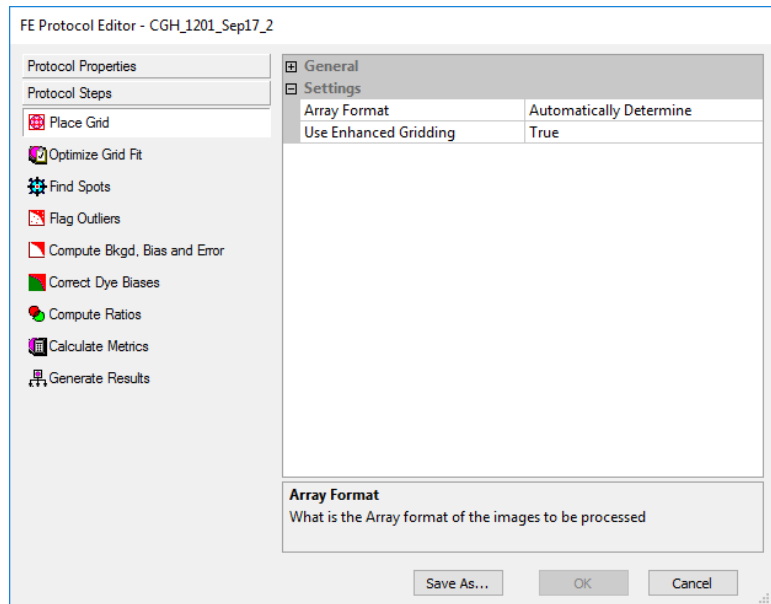 FE Protocol Editor - CGH_1201_Sep17_2
Protocol Properties
Protocol Steps
Place Grid
Optimize Grid Fit
Find Spots
Flag Outliers
Compute Bkgd, Bias and Error
Correct Dye Biases
Compute Ratios
Calculate Metrics
Generate Results
General
Settings
Array Format Automatically Determine
Use Enhanced Gridding True
Array Format
What is the Array format of the images to be processed
Save As... OK Cancel